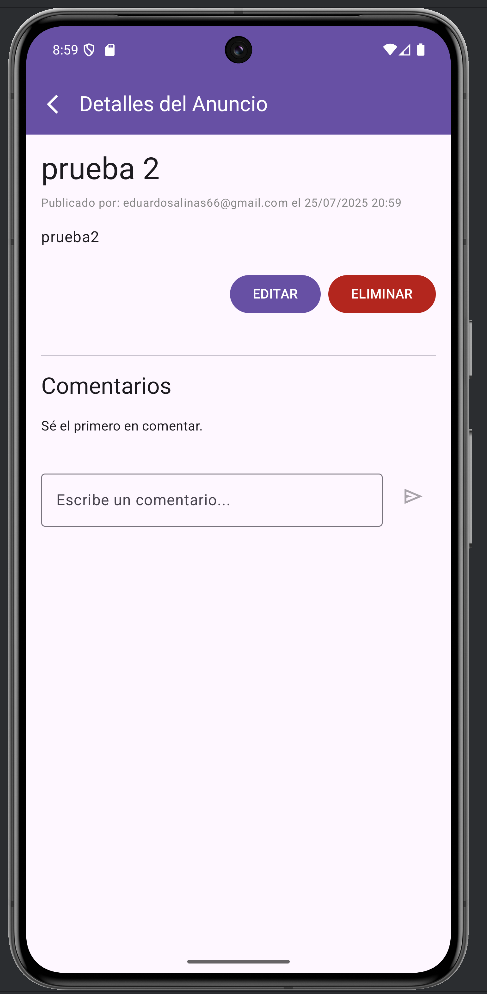 8:59
Detalles del Anuncio
prueba 2
Publicado por: eduardosalinas66@gmail.com el 25/07/2025 20:59
prueba2
EDITAR ELIMINAR
Comentarios
Sé el primero en comentar.
Escribe un comentario...